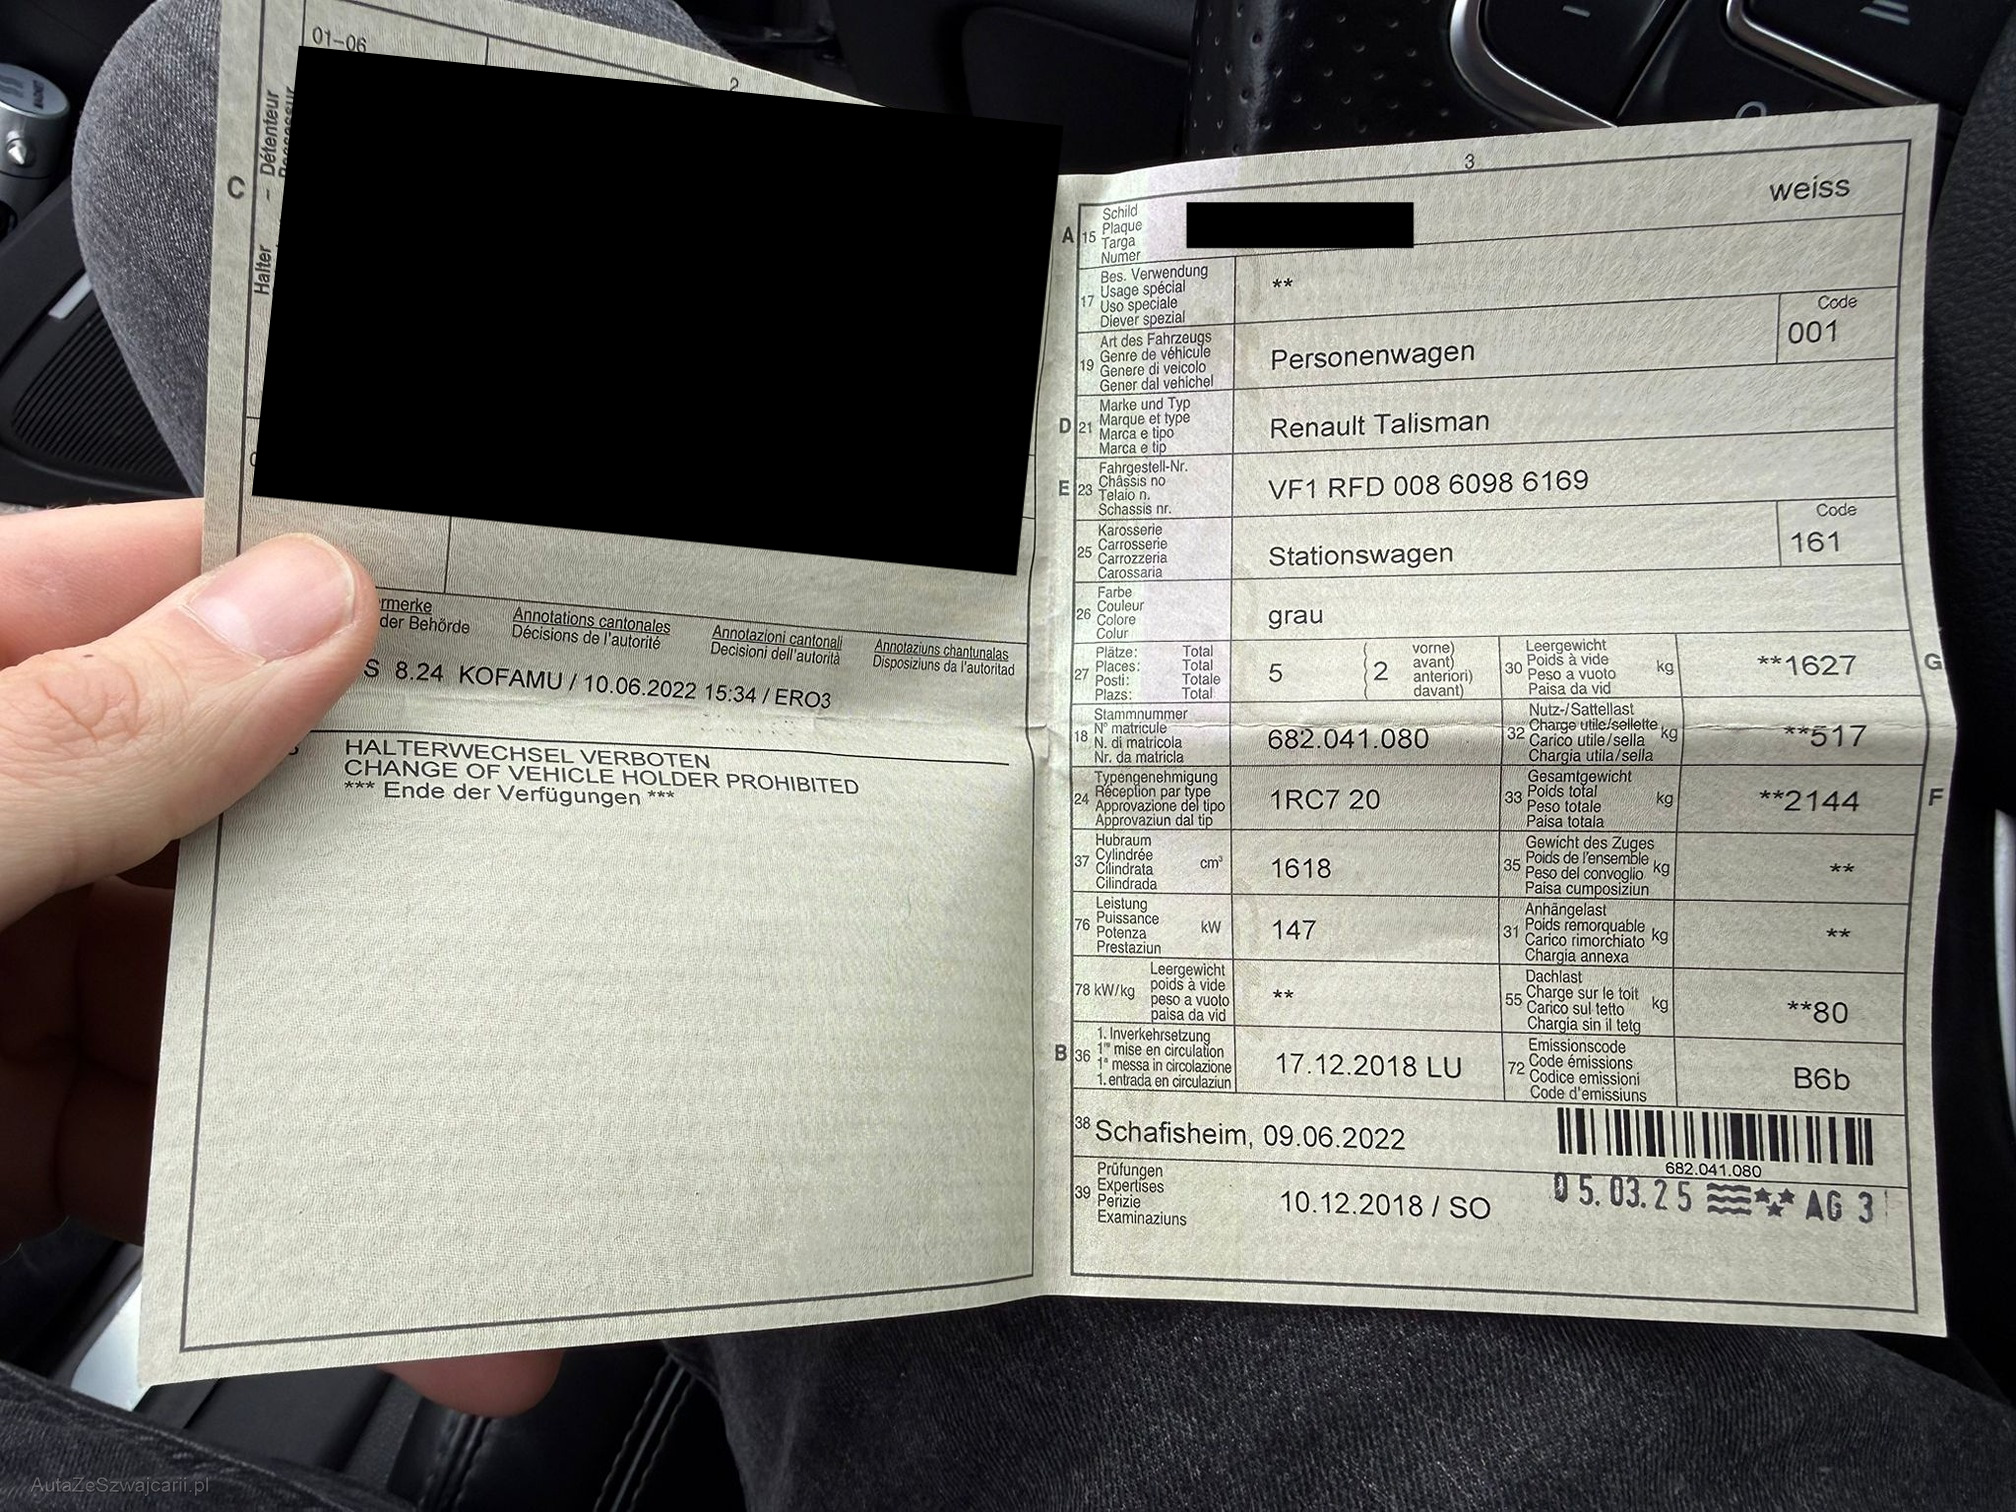 01-06
2
C
Halter – Détenteur
rmerke
der Behörde
Annotations cantonales
Décisions de l'autorité
Annotazioni cantonali
Decisioni dell'autorità
Annotaziuns chantunalas
Disposiziuns da l'autoritad
S 8.24 KOFAMU / 10.06.2022 15:34 / ERO3
HALTERWECHSEL VERBOTEN
CHANGE OF VEHICLE HOLDER PROHIBITED
*** Ende der Verfügungen ***
3
weiss
A 15 Schild
Plaque
Targa
Numer
17 Bes. Verwendung
Usage spécial
Uso speciale
Diever spezial
**
19 Art des Fahrzeugs
Genre de véhicule
Genere di veicolo
Gener dal vehichel
Personenwagen
Code
001
D 21 Marke und Typ
Marque et type
Marca e tipo
Marca e tip
Renault Talisman
E 23 Fahrgestell-Nr.
Châssis no
Telaio n.
Schassis nr.
VF1 RFD 008 6098 6169
25 Karosserie
Carrosserie
Carrozzeria
Carossaria
Stationswagen
Code
161
26 Farbe
Couleur
Colore
Colur
grau
27 Plätze: Total
Places: Total
Posti: Totale
Plazs: Total
5
2
vorne)
avant)
anteriori)
davant)
30 Leergewicht
Poids à vide
Peso a vuoto
Paisa da vid
kg
**1627
G
18 Stammnummer
N° matricule
N. di matricola
Nr. da matricla
682.041.080
32 Nutz-/Sattellast
Charge utile/sellette
Carico utile/sella
Chargia utila/sella
kg
**517
24 Typengenehmigung
Réception par type
Approvazione del tipo
Approvaziun dal tip
1RC7 20
33 Gesamtgewicht
Poids total
Peso totale
Paisa totala
kg
**2144
F
37 Hubraum
Cylindrée
Cilindrata
Cilindrada
cm³
1618
35 Gewicht des Zuges
Poids de l'ensemble
Peso del convoglio
Paisa cumposiziun
kg
**
76 Leistung
Puissance
Potenza
Prestaziun
kW
147
31 Anhängelast
Poids remorquable
Carico rimorchiato
Chargia annexa
kg
**
78 kW/kg
Leergewicht
poids à vide
peso a vuoto
paisa da vid
**
55 Dachlast
Charge sur le toit
Carico sul tetto
Chargia sin il tetg
kg
**80
B 36 1. Inverkehrsetzung
1re mise en circulation
1a messa in circolazione
1. entrada en circulaziun
17.12.2018 LU
72 Emissionscode
Code émissions
Codice emissioni
Code d'emissiuns
B6b
38 Schafisheim, 09.06.2022
682.041.080
39 Prüfungen
Expertises
Perizie
Examinaziuns
10.12.2018 / SO
05.03.25 AG 3
AutaZeSzwajcarii.pl